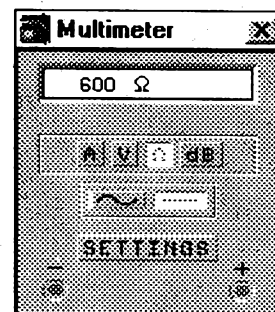 Multimeter
600 Ω
A V Ω dB
SETTINGS
− +